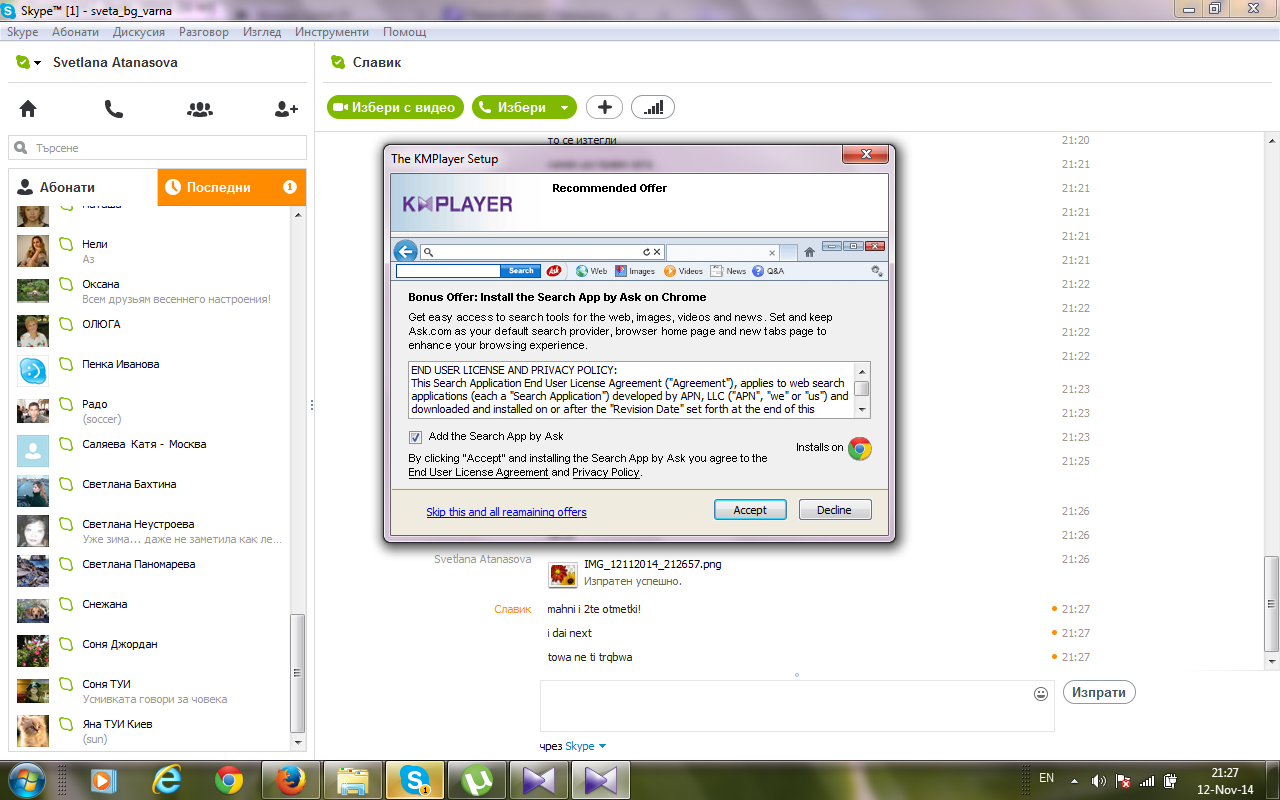 Skype™ [1] - sveta_bg_varna
Skype Абонати Дискусия Разговор Изглед Инструменти Помощ
Svetlana Atanasova
Търсене
Абонати
Последни 1
Наташа
Нели
Аз
Оксана
Всем друзьям весеннего настроения!
ОЛЮГА
Пенка Иванова
Радо
(soccer)
Саляева Катя - Москва
Светлана Бахтина
Светлана Неустроева
Уже зима... даже не заметила как ле...
Светлана Паномарева
Снежана
Соня Джордан
Соня ТУИ
Усмивката говори за човека
Яна ТУИ Киев
(sun)
Славик
Избери с видео
Избери
то се изтегли 21:20
21:21
21:21
21:21
21:21
21:21
21:22
21:22
21:22
21:22
21:23
21:23
21:23
21:25
21:26
21:26
The KMPlayer Setup
KMPLAYER
Recommended Offer
Search Ask Web Images Videos News Q&A
Bonus Offer: Install the Search App by Ask on Chrome
Get easy access to search tools for the web, images, videos and news. Set and keep
Ask.com as your default search provider, browser home page and new tabs page to
enhance your browsing experience.
END USER LICENSE AND PRIVACY POLICY:
This Search Application End User License Agreement ("Agreement"), applies to web search
applications (each a "Search Application") developed by APN, LLC ("APN", "we" or "us") and
downloaded and installed on or after the "Revision Date" set forth at the end of this
Add the Search App by Ask
Installs on
By clicking "Accept" and installing the Search App by Ask you agree to the
End User License Agreement and Privacy Policy.
Skip this and all reamaining offers
Accept
Decline
Svetlana Atanasova IMG_12112014_212657.png 21:26
Изпратен успешно.
Славик mahni i 2te otmetki! 21:27
i dai next 21:27
towa ne ti trqbwa 21:27
Изпрати
чрез Skype
1
EN
21:27
12-Nov-14